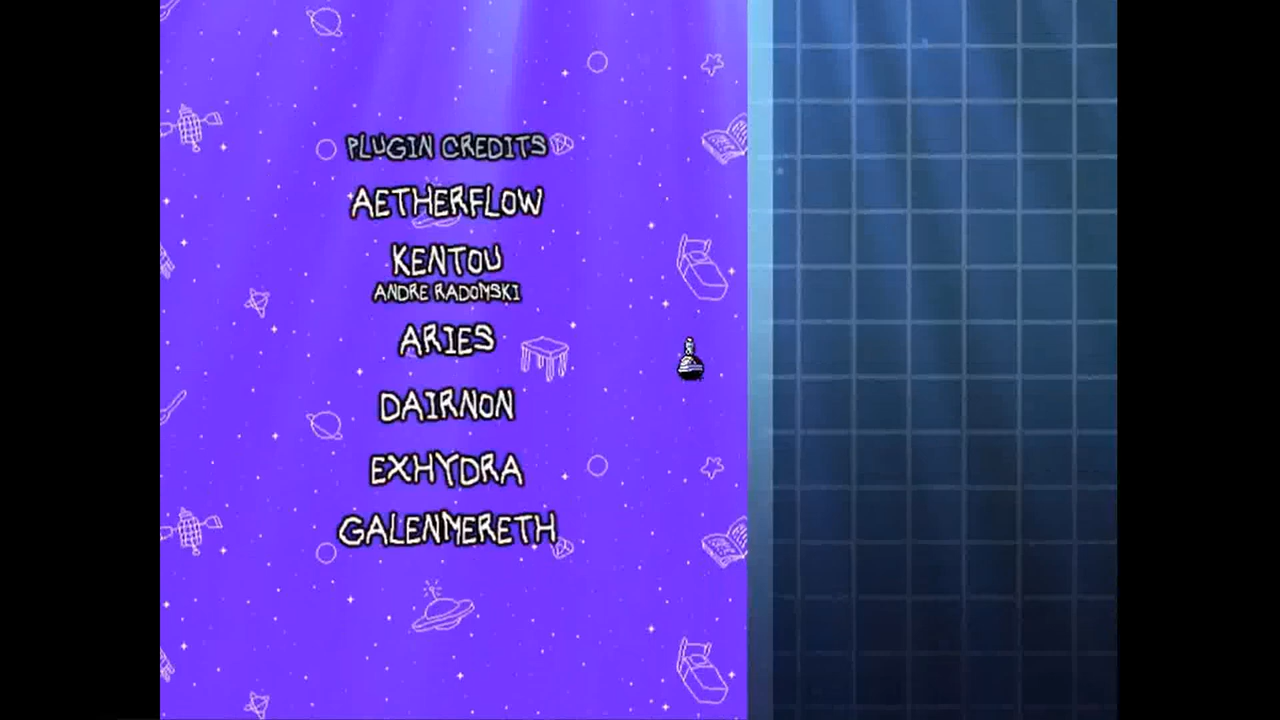 PLUGIN CREDITS
AETHERFLOW
KENTOU
ANDRE RADOMSKI
ARIES
DAIRNON
EXHYDRA
GALENMERETH